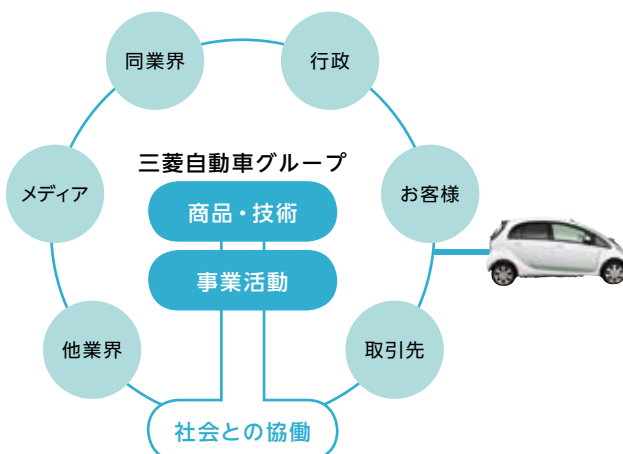 同業界
行政
三菱自動車グループ
メディア
商品・技術
お客様
事業活動
他業界
取引先
社会との協働